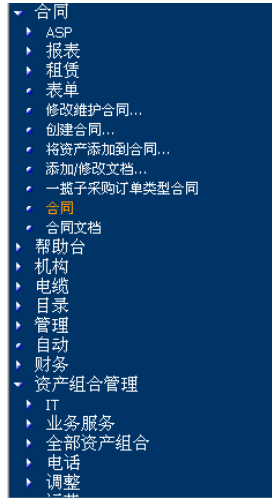 合同
ASP
报表
租赁
表单
修改维护合同...
创建合同...
将资产添加到合同...
添加/修改文档...
一揽子采购订单类型合同
合同
合同文档
帮助台
机构
电缆
目录
管理
自动
财务
资产组合管理
IT
业务服务
全部资产组合
电话
调整